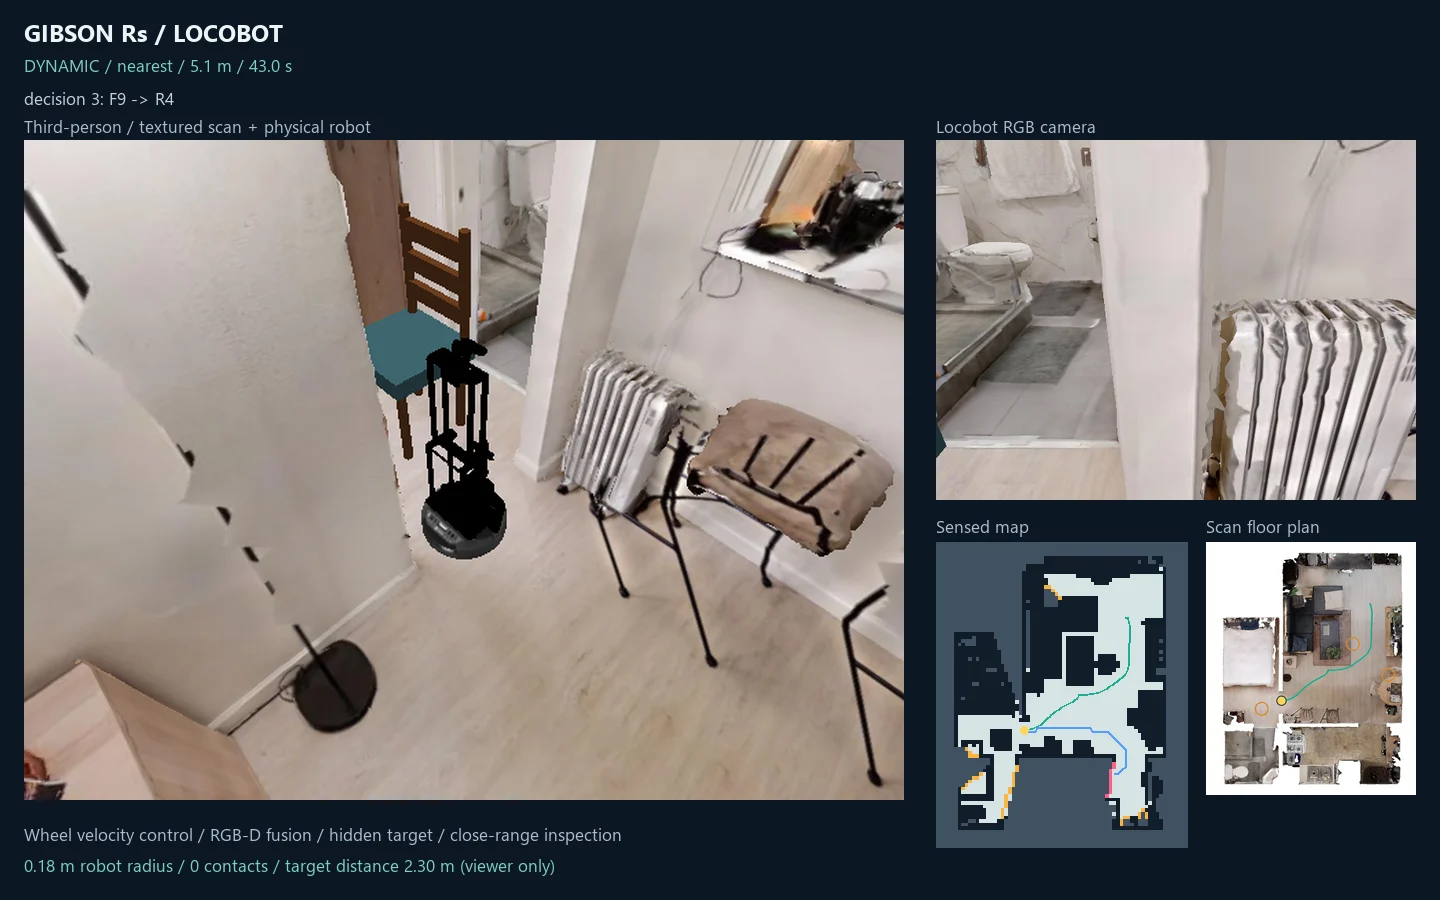 GIBSON Rs / LOCOBOT
DYNAMIC / nearest / 5.1 m / 43.0 s
decision 3: F9 -> R4
Third-person / textured scan + physical robot
Locobot RGB camera
Sensed map
Scan floor plan
Wheel velocity control / RGB-D fusion / hidden target / close-range inspection
0.18 m robot radius / 0 contacts / target distance 2.30 m (viewer only)